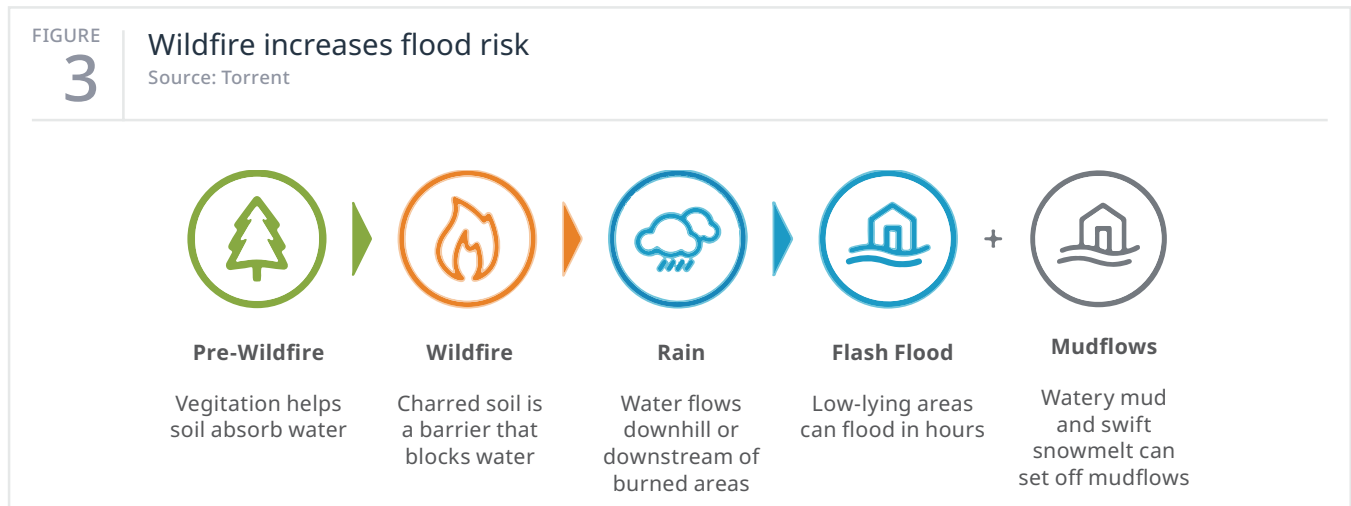 FIGURE
3
Wildfire increases flood risk
Source: Torrent
Pre-Wildfire
Vegitation helps
soil absorb water
Wildfire
Charred soil is
a barrier that
blocks water
Rain
Water flows
downhill or
downstream of
burned areas
Flash Flood
Low-lying areas
can flood in hours
+
Mudflows
Watery mud
and swift
snowmelt can
set off mudflows